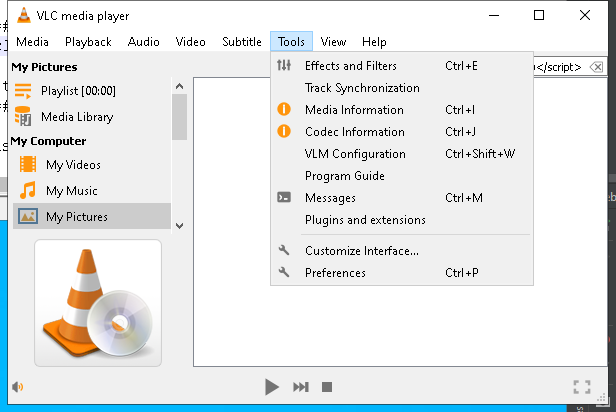 VLC media player
Media Playback Audio Video Subtitle Tools View Help
My Pictures
Playlist [00:00]
Media Library
My Computer
My Videos
My Music
My Pictures
Effects and Filters Ctrl+E
Track Synchronization
Media Information Ctrl+I
Codec Information Ctrl+J
VLM Configuration Ctrl+Shift+W
Program Guide
Messages Ctrl+M
Plugins and extensions
Customize Interface...
Preferences Ctrl+P
</script>